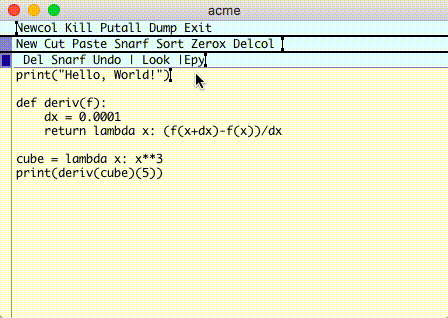 acme
Newcol Kill Putall Dump Exit
New Cut Paste Snarf Sort Zerox Delcol
Del Snarf Undo | Look |Epy
print("Hello, World!")
def deriv(f):
    dx = 0.0001
    return lambda x: (f(x+dx)-f(x))/dx
cube = lambda x: x**3
print(deriv(cube)(5))